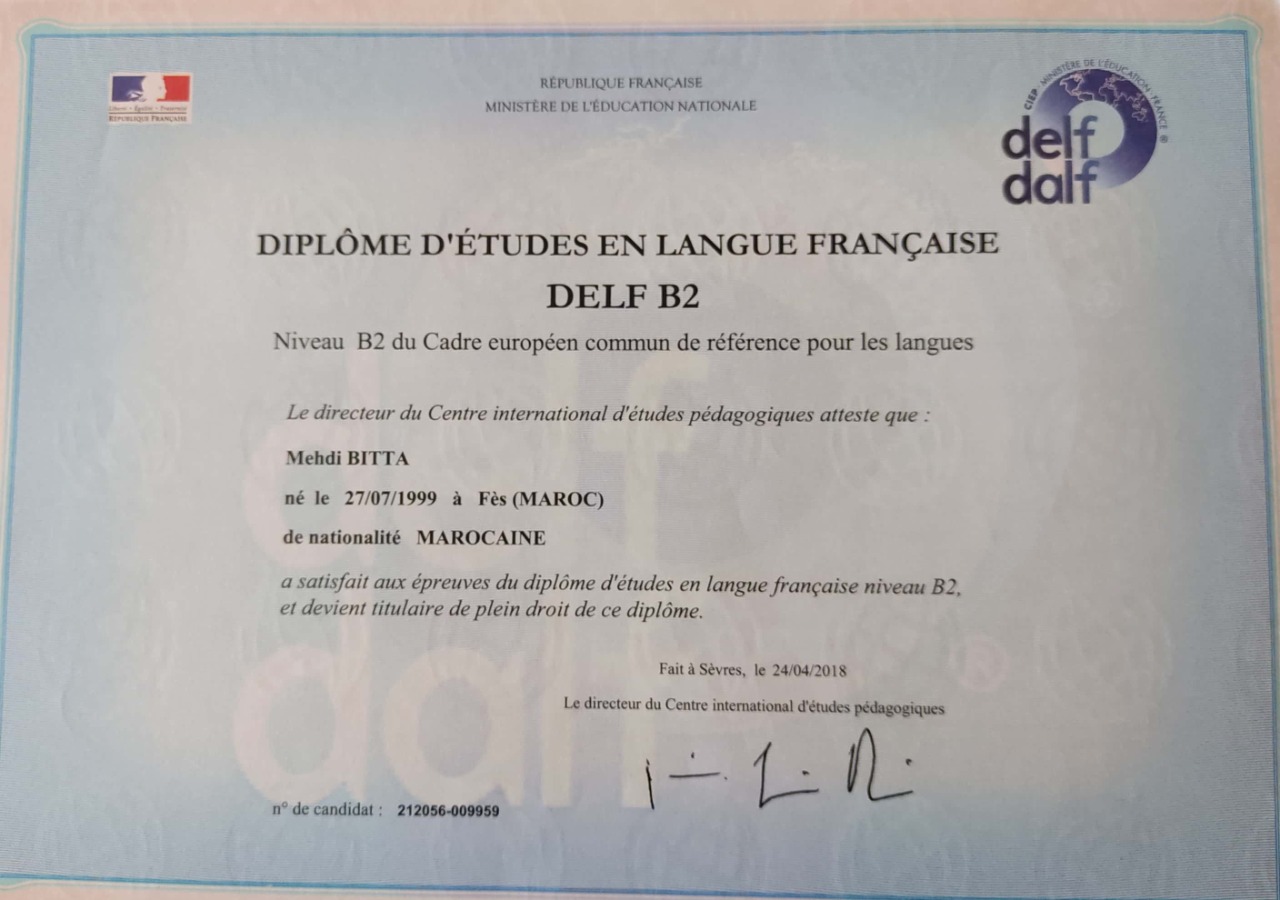 Liberté • Égalité • Fraternité
RÉPUBLIQUE FRANÇAISE
RÉPUBLIQUE FRANÇAISE
MINISTÈRE DE L'ÉDUCATION NATIONALE
CIEP - MINISTÈRE DE L'ÉDUCATION - FRANCE ®
delf
dalf
DIPLÔME D'ÉTUDES EN LANGUE FRANÇAISE
DELF B2
Niveau B2 du Cadre européen commun de référence pour les langues
Le directeur du Centre international d'études pédagogiques atteste que :
Mehdi BITTA
né le 27/07/1999 à Fès (MAROC)
de nationalité MAROCAINE
a satisfait aux épreuves du diplôme d'études en langue française niveau B2,
et devient titulaire de plein droit de ce diplôme.
Fait à Sèvres, le 24/04/2018
Le directeur du Centre international d'études pédagogiques
n° de candidat : 212056-009959
delf
dalf